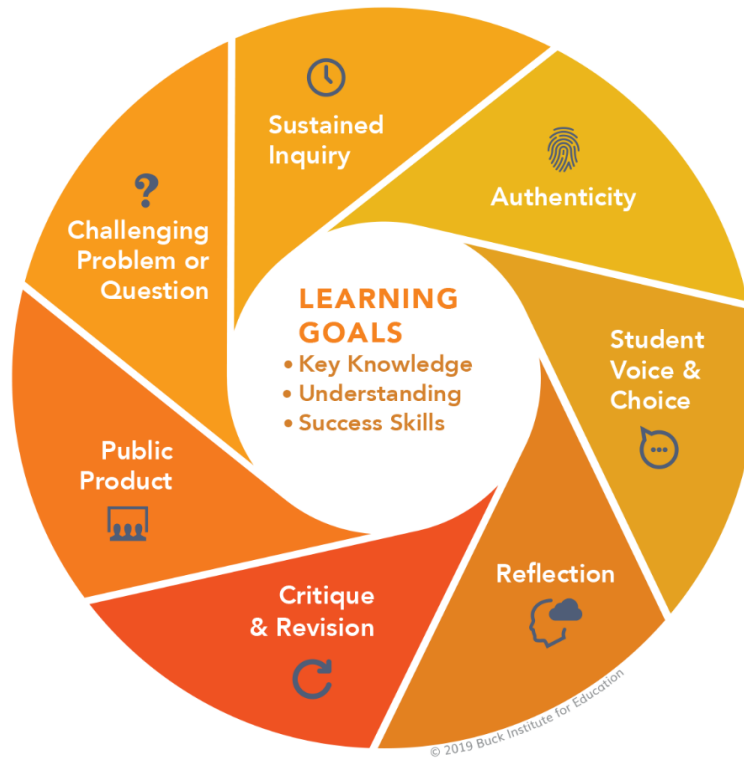 Sustained
Inquiry
Authenticity
?
Challenging
Problem or
Question
LEARNING
GOALS
• Key Knowledge
• Understanding
• Success Skills
Student
Voice &
Choice
Public
Product
Reflection
Critique
& Revision
© 2019 Buck Institute for Education